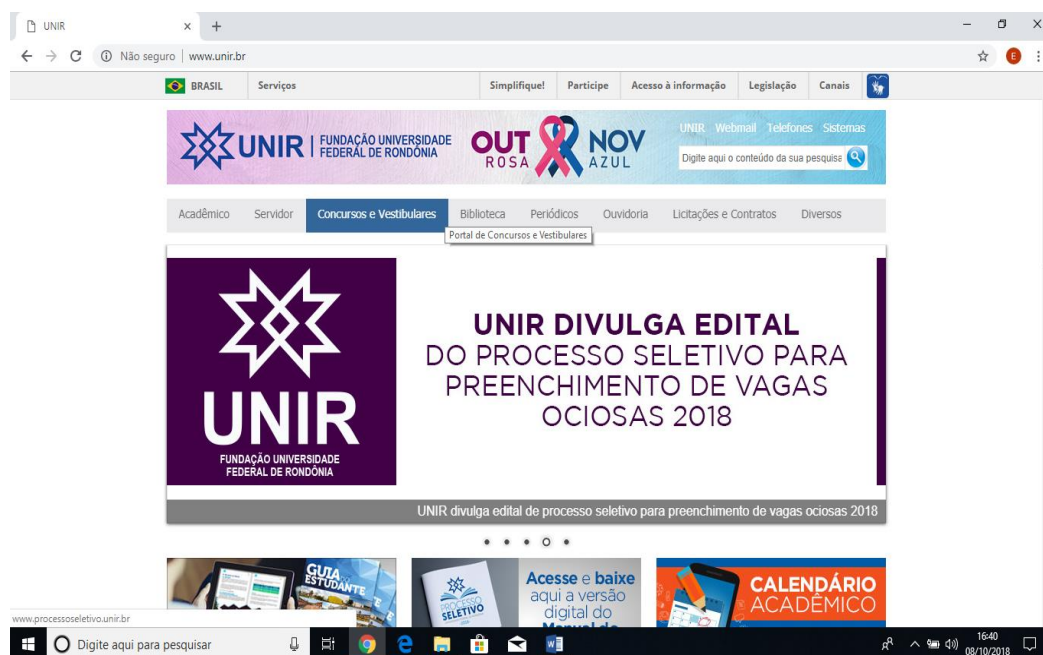 UNIR
Não seguro | www.unir.br
E
BRASIL Serviços Simplifique! Participe Acesso à informação Legislação Canais
UNIR Webmail Telefones Sistemas
UNIR | FUNDAÇÃO UNIVERSIDADE
FEDERAL DE RONDÔNIA
OUT
ROSA
NOV
AZUL
Digite aqui o conteúdo da sua pesquisa
Acadêmico Servidor Concursos e Vestibulares Biblioteca Periódicos Ouvidoria Licitações e Contratos Diversos
Portal de Concursos e Vestibulares
UNIR
FUNDAÇÃO UNIVERSIDADE
FEDERAL DE RONDÔNIA
UNIR DIVULGA EDITAL
DO PROCESSO SELETIVO PARA
PREENCHIMENTO DE VAGAS
OCIOSAS 2018
UNIR divulga edital de processo seletivo para preenchimento de vagas ociosas 2018
GUIA
ESTUDANTE
PROCESSO
SELETIVO
Acesse e baixe
aqui a versão
digital do
Manual do
CALENDÁRIO
ACADÊMICO
www.processoseletivo.unir.br
Digite aqui para pesquisar
16:40
08/10/2018